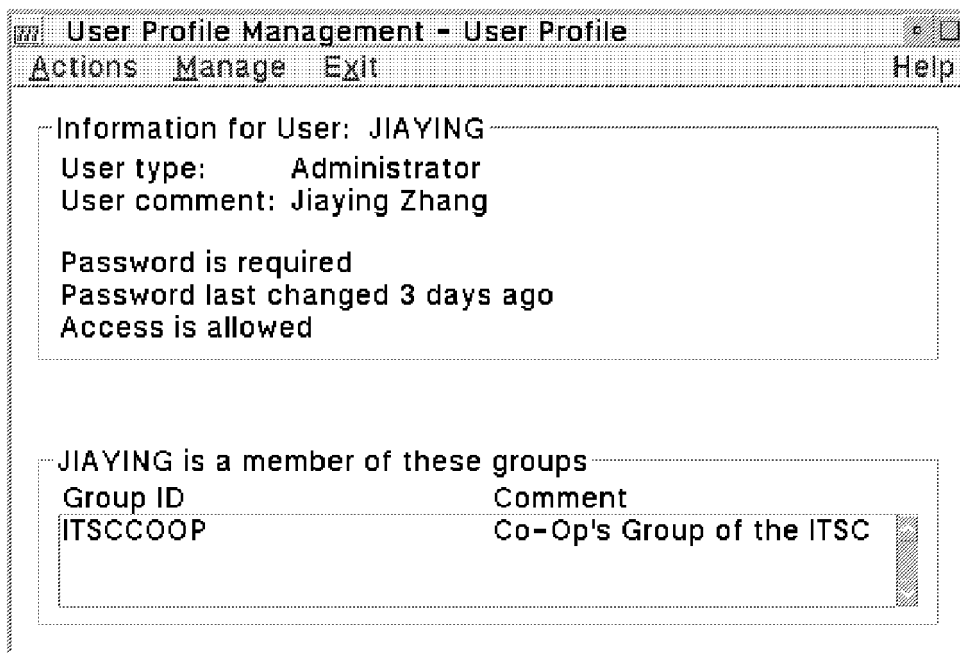 User Profile Management - User Profile
Actions Manage Exit Help
Information for User: JIAYING
User type: Administrator
User comment: Jiaying Zhang
Password is required
Password last changed 3 days ago
Access is allowed
JIAYING is a member of these groups
Group ID Comment
ITSCCOOP Co-Op's Group of the ITSC